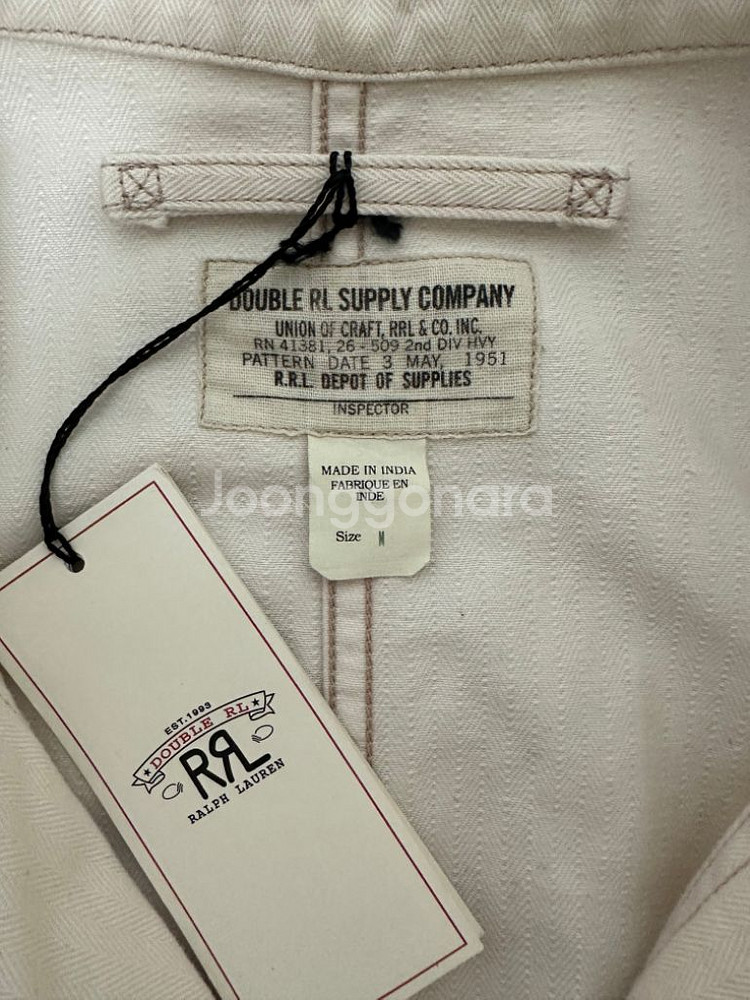 DOUBLE RL SUPPLY COMPANY
UNION OF CRAFT, RRL & CO. INC.
RN 41381, 26 - 509 2nd DIV HVY
PATTERN DATE 3 MAY, 1951
R.R.L. DEPOT OF SUPPLIES
INSPECTOR
MADE IN INDIA
FABRIQUE EN
INDE
Size M
Joonggonara
EST.1993
DOUBLE RL
RRL
RALPH LAUREN